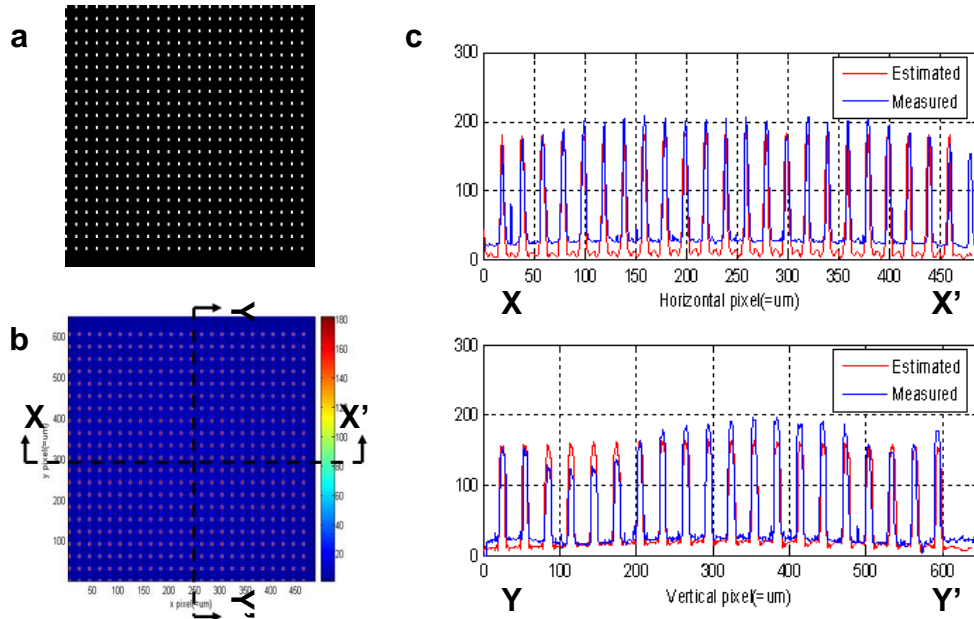 a
b
X
X'
Y
Y'
y pixel(=um)
600
500
400
300
200
100
50 100 150 200 250 300 350 400 450
x pixel(=um)
180
160
140
120
100
80
60
40
20
c
300
200
100
0
Estimated
Measured
0 50 100 150 200 250 300 350 400 450
X Horizontal pixel(=um) X'
300
200
100
0
Estimated
Measured
0 100 200 300 400 500 600
Y Vertical pixel(=um) Y'